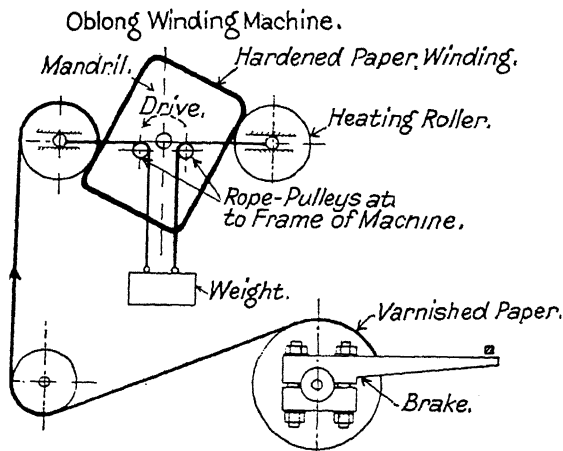 Oblong Winding Machine.
Hardened Paper, Winding.
Mandril.
Drive.
Heating Roller.
Rope-Pulleys at
to Frame of Machine.
Weight.
Varnished Paper.
Brake.